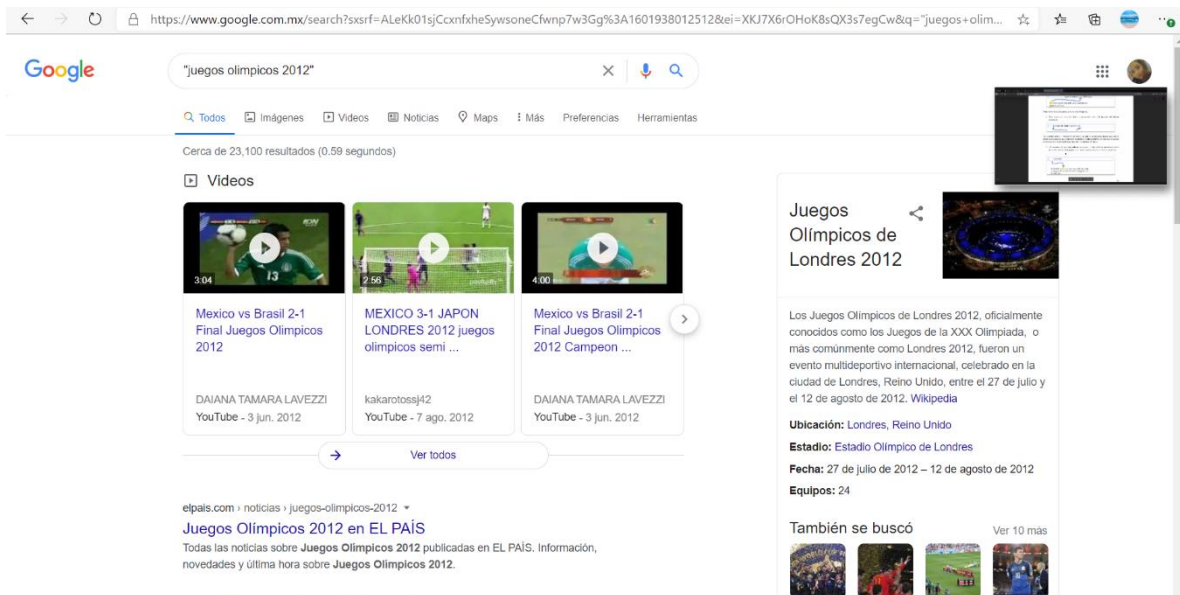 https://www.google.com.mx/search?sxsrf=ALeKk01sjCcxnfxheSywsoneCfwnp7w3Gg%3A1601938012512&ei=XKJ7X6rOHoK8sQX3s7egCw&q="juegos+olim...
Google
"juegos olimpicos 2012"
Todos Imágenes Videos Noticias Maps Más Preferencias Herramientas
Cerca de 23,100 resultados (0.59 segundos)
Videos
3:04
13
2:56
4:00
Mexico vs Brasil 2-1
Final Juegos Olimpicos
2012
DAIANA TAMARA LAVEZZI
YouTube - 3 jun. 2012
MEXICO 3-1 JAPON
LONDRES 2012 juegos
olimpicos semi ...
kakarotossj42
YouTube - 7 ago. 2012
Mexico vs Brasil 2-1
Final Juegos Olimpicos
2012 Campeon ...
DAIANA TAMARA LAVEZZI
YouTube - 3 jun. 2012
Ver todos
elpais.com › noticias › juegos-olimpicos-2012
Juegos Olímpicos 2012 en EL PAÍS
Todas las noticias sobre Juegos Olimpicos 2012 publicadas en EL PAÍS. Información,
novedades y última hora sobre Juegos Olimpicos 2012.
Juegos
Olímpicos de
Londres 2012
Los Juegos Olímpicos de Londres 2012, oficialmente
conocidos como los Juegos de la XXX Olimpiada, o
más comúnmente como Londres 2012, fueron un
evento multideportivo internacional, celebrado en la
ciudad de Londres, Reino Unido, entre el 27 de julio y
el 12 de agosto de 2012. Wikipedia
Ubicación: Londres, Reino Unido
Estadio: Estadio Olímpico de Londres
Fecha: 27 de julio de 2012 – 12 de agosto de 2012
Equipos: 24
También se buscó
Ver 10 más